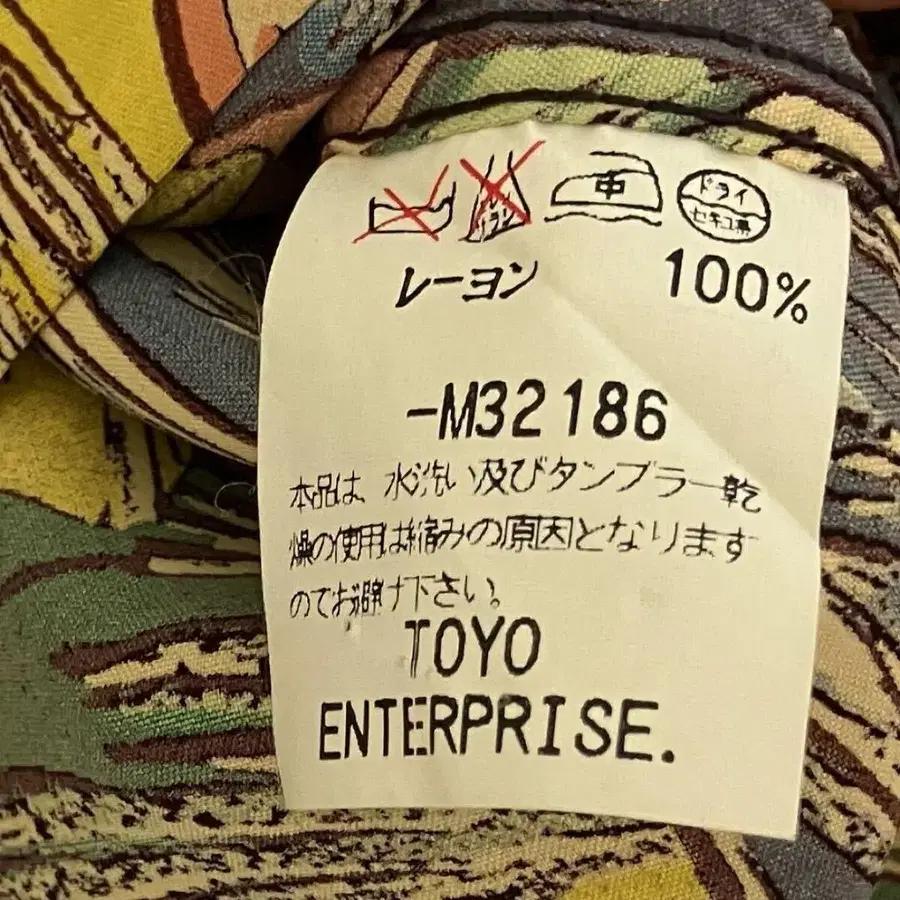 中 ドライ
セキユ系
レーヨン 100%
-M32186
本品は、水洗い及びタンブラー乾
燥の使用は縮みの原因となります
のでお避け下さい。
TOYO
ENTERPRISE.